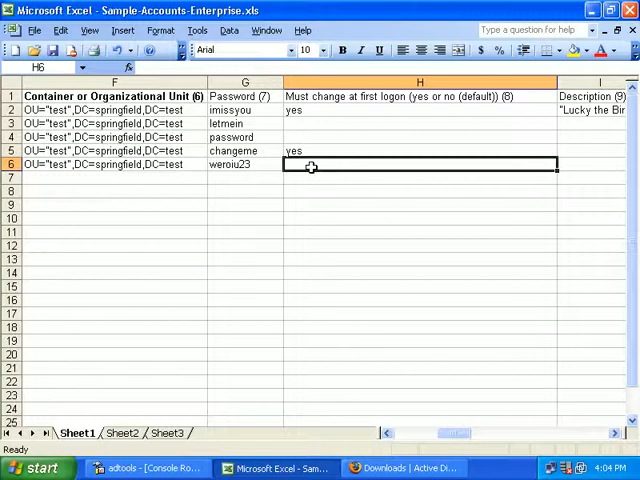 Microsoft Excel - Sample-Accounts-Enterprise.xls
File Edit View Insert Format Tools Data Window Help
Type a question for help
Arial 10 B I U $ %
H6 fx
F G H I
1 Container or Organizational Unit (6) Password (7) Must change at first logon (yes or no (default)) (8) Description (9)
2 OU="test",DC=springfield,DC=test imissyou yes "Lucky the Bir
3 OU="test",DC=springfield,DC=test letmein
4 OU="test",DC=springfield,DC=test password
5 OU="test",DC=springfield,DC=test changeme yes
6 OU="test",DC=springfield,DC=test weroiu23
7
8
9
10
11
12
13
14
15
16
17
18
19
20
21
22
23
24
25
Sheet1 Sheet2 Sheet3
Ready
start adtools - [Console Ro... Microsoft Excel - Sam... Downloads | Active Di... 4:04 PM